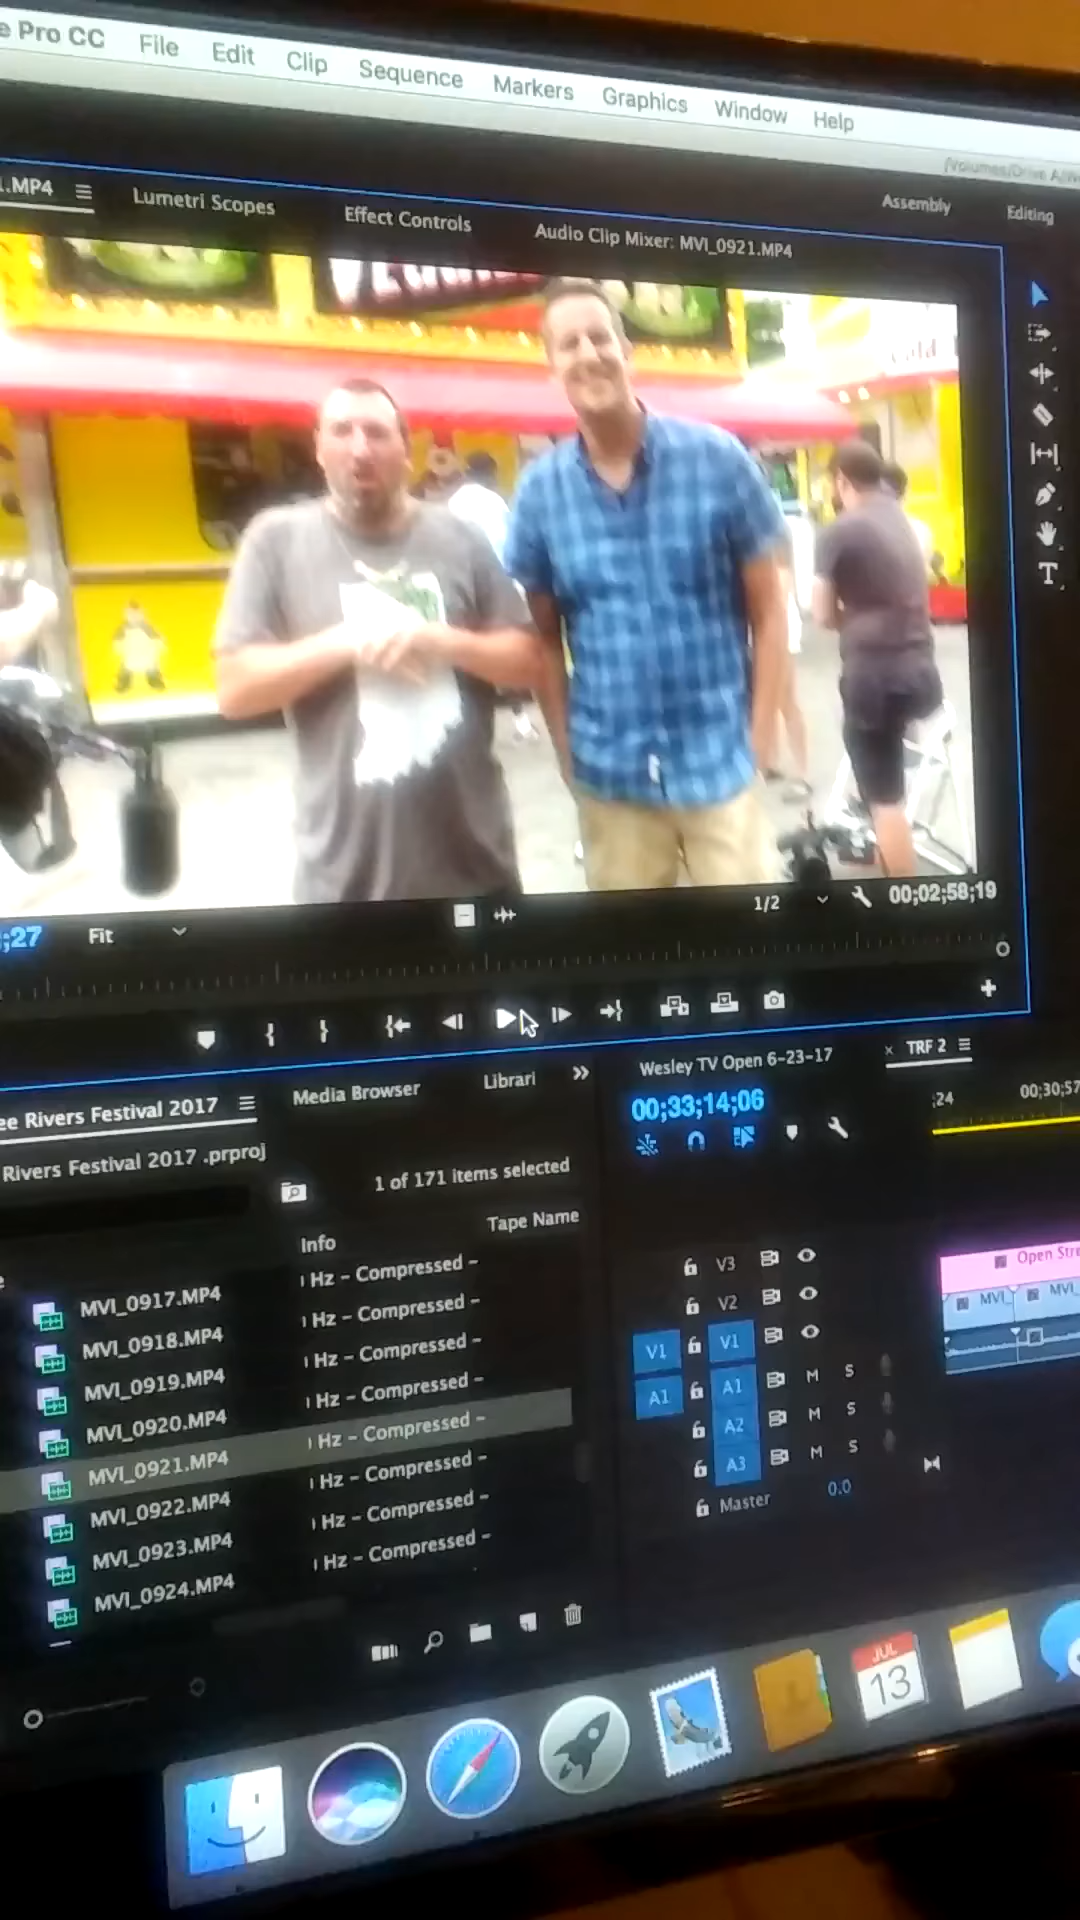 e Pro CC File Edit Clip Sequence Markers Graphics Window Help
Assembly Editing
.MP4 Lumetri Scopes Effect Controls Audio Clip Mixer: MVI_0921.MP4
;27 Fit 1/2 00;02;58;19
ee Rivers Festival 2017 Media Browser Librari
Rivers Festival 2017 .prproj
1 of 171 items selected
Info Tape Name
Hz - Compressed -
MVI_0917.MP4 Hz - Compressed -
MVI_0918.MP4 Hz - Compressed -
MVI_0919.MP4 Hz - Compressed -
MVI_0920.MP4 Hz - Compressed -
MVI_0921.MP4 Hz - Compressed -
MVI_0922.MP4 Hz - Compressed -
MVI_0923.MP4 Hz - Compressed -
MVI_0924.MP4
Wesley TV Open 6-23-17 × TRF 2
00;33;14;06 ;24 00;30;57
V3 Open Stre
V2 MVI_ MVI_
V1 V1
A1 A1 M S
A2 M S
A3 M S
Master 0.0
JUL
13